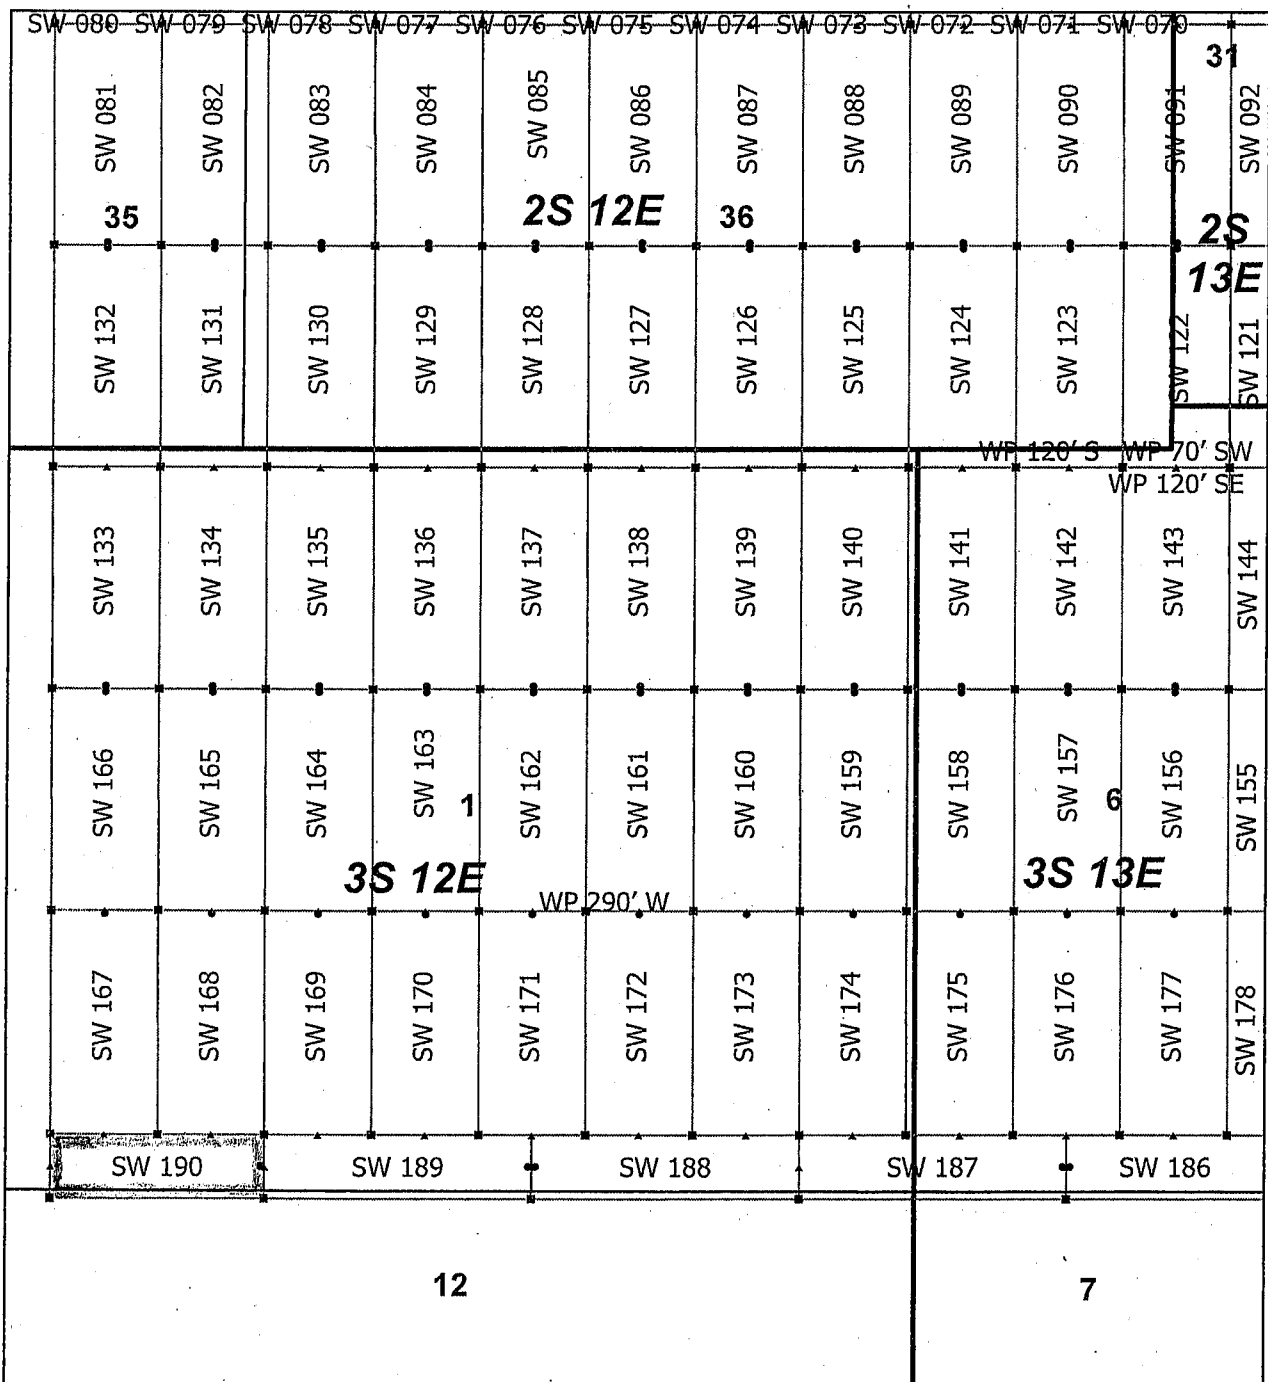 SW 080 SW 079 SW 078 SW 077 SW 076 SW 075 SW 074 SW 073 SW 072 SW 071 SW 070
31
SW 081 SW 082 SW 083 SW 084 SW 085 SW 086 SW 087 SW 088 SW 089 SW 090 SW 091 SW 092
35 2S 12E 36 2S
13E
SW 132 SW 131 SW 130 SW 129 SW 128 SW 127 SW 126 SW 125 SW 124 SW 123 SW 122 SW 121
WP 120' S WP 70' SW
WP 120' SE
SW 133 SW 134 SW 135 SW 136 SW 137 SW 138 SW 139 SW 140 SW 141 SW 142 SW 143 SW 144
SW 166 SW 165 SW 164 SW 163 SW 162 SW 161 SW 160 SW 159 SW 158 SW 157 SW 156 SW 155
1 6
3S 12E 3S 13E
WP 290' W
SW 167 SW 168 SW 169 SW 170 SW 171 SW 172 SW 173 SW 174 SW 175 SW 176 SW 177 SW 178
SW 190 SW 189 SW 188 SW 187 SW 186
12 7